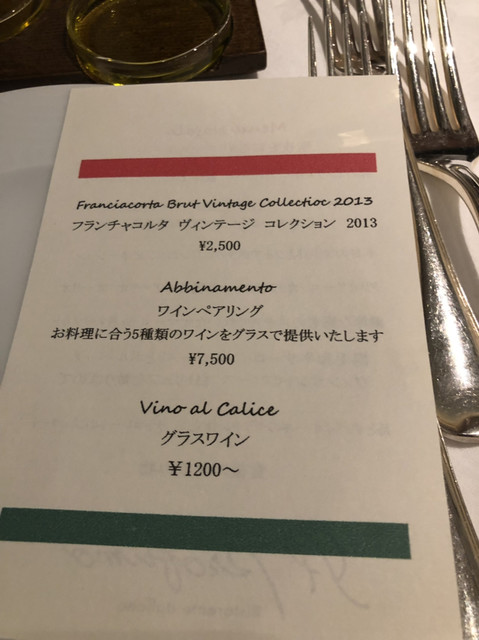 Franciacorta Brut Vintage Collectioc 2013
フランチャコルタ ヴィンテージ コレクション 2013
¥2,500
Abbinamento
ワインペアリング
お料理に合う5種類のワインをグラスで提供いたします
¥7,500
Vino al Calice
グラスワイン
¥1200～